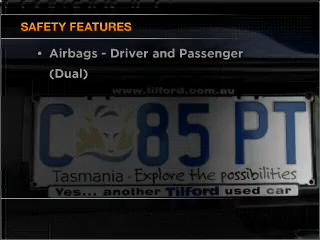 SAFETY FEATURES
• Airbags - Driver and Passenger
(Dual)
www.tilford.com.au
C 85 PT
Tasmania - Explore the possibilities
Yes... another Tilford used car